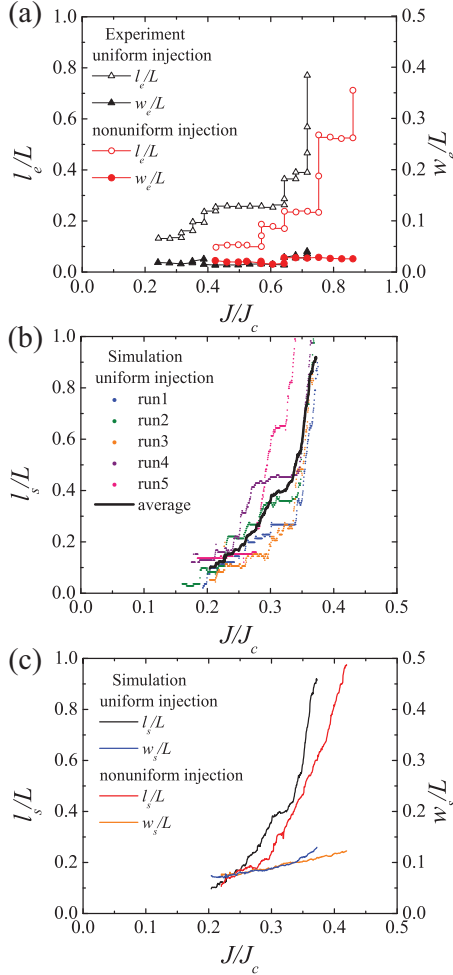 (a)
1.0
0.8
0.6
0.4
0.2
0.0
l_e/L
Experiment
uniform injection
l_e/L
w_e/L
nonuniform injection
l_e/L
w_e/L
0.5
0.4
0.3
0.2
0.1
0.0
w_e/L
0.0 0.2 0.4 0.6 0.8 1.0
J/J_c
(b)
1.0
0.8
0.6
0.4
0.2
0.0
l_s/L
Simulation
uniform injection
run1
run2
run3
run4
run5
average
0.0 0.1 0.2 0.3 0.4 0.5
J/J_c
(c)
1.0
0.8
0.6
0.4
0.2
0.0
l_s/L
Simulation
uniform injection
l_s/L
w_s/L
nonuniform injection
l_s/L
w_s/L
0.5
0.4
0.3
0.2
0.1
0.0
w_s/L
0.0 0.1 0.2 0.3 0.4 0.5
J/J_c